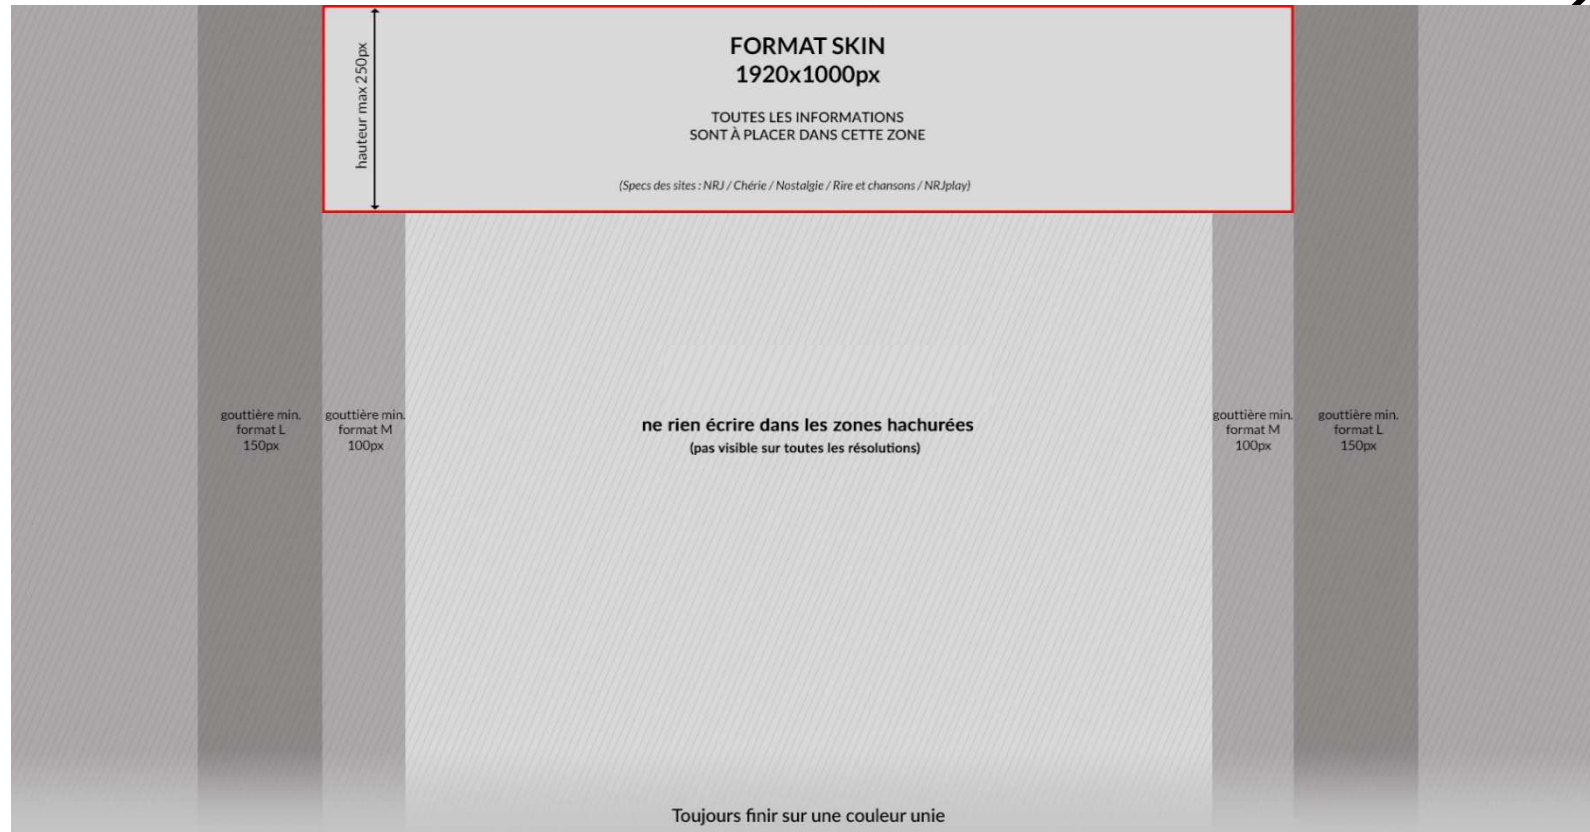 FORMAT SKIN
1920x1000px
hauteur max 250px
TOUTES LES INFORMATIONS
SONT À PLACER DANS CETTE ZONE
(Specs des sites : NRJ / Chérie / Nostalgie / Rire et chansons / NRJplay)
gouttière min.
format L
150px
gouttière min.
format M
100px
ne rien écrire dans les zones hachurées
(pas visible sur toutes les résolutions)
gouttière min.
format M
100px
gouttière min.
format L
150px
Toujours finir sur une couleur unie